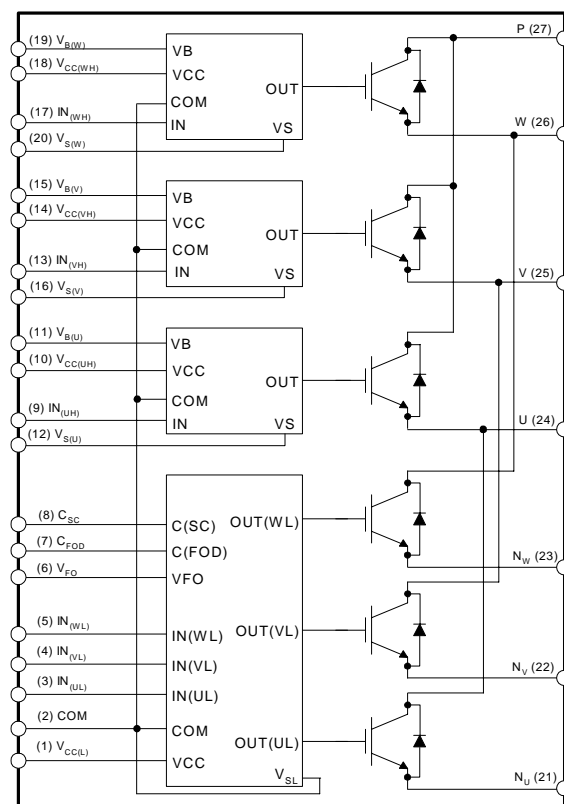 (19) VB(W)
(18) VCC(WH)
(17) IN(WH)
(20) VS(W)
VB
VCC
COM
IN
OUT
VS
P (27)
W (26)
(15) VB(V)
(14) VCC(VH)
(13) IN(VH)
(16) VS(V)
VB
VCC
COM
IN
OUT
VS
V (25)
(11) VB(U)
(10) VCC(UH)
(9) IN(UH)
(12) VS(U)
VB
VCC
COM
IN
OUT
VS
U (24)
(8) CSC
(7) CFOD
(6) VFO
(5) IN(WL)
(4) IN(VL)
(3) IN(UL)
(2) COM
(1) VCC(L)
C(SC)
C(FOD)
VFO
IN(WL)
IN(VL)
IN(UL)
COM
VCC
OUT(WL)
OUT(VL)
OUT(UL)
VSL
NW (23)
NV (22)
NU (21)